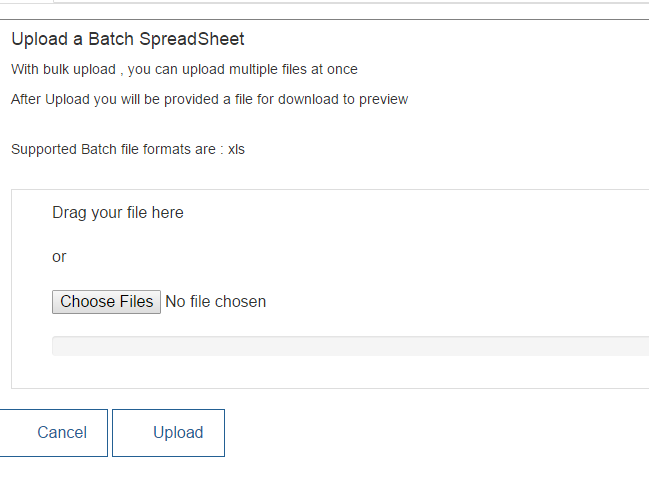 Upload a Batch SpreadSheet
With bulk upload , you can upload multiple files at once
After Upload you will be provided a file for download to preview
Supported Batch file formats are : xls
Drag your file here
or
Choose Files No file chosen
Cancel Upload